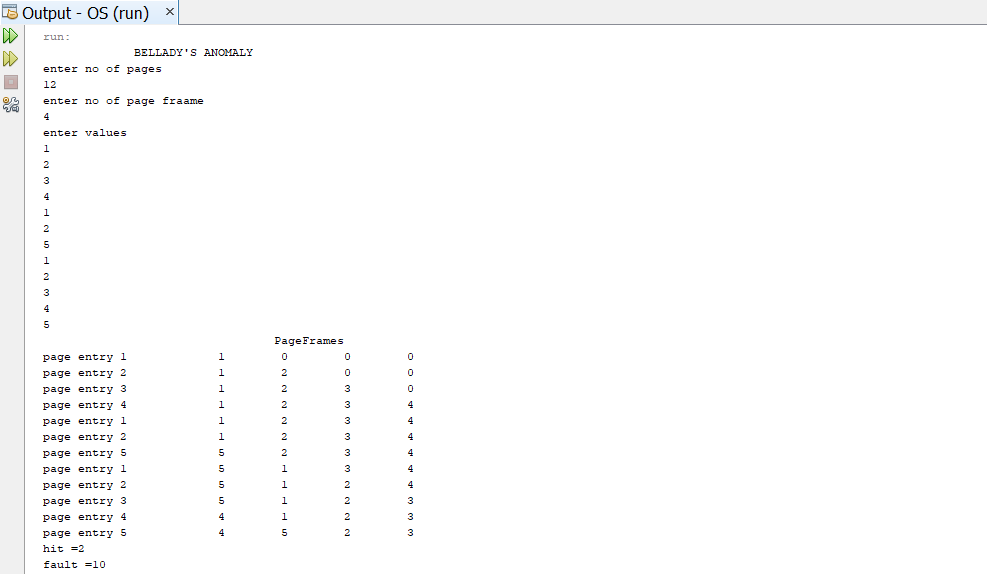 Output - OS (run) ×
run:
BELLADY'S ANOMALY
enter no of pages
12
enter no of page fraame
4
enter values
1
2
3
4
1
2
5
1
2
3
4
5
PageFrames
page entry 1 1 0 0 0
page entry 2 1 2 0 0
page entry 3 1 2 3 0
page entry 4 1 2 3 4
page entry 1 1 2 3 4
page entry 2 1 2 3 4
page entry 5 5 2 3 4
page entry 1 5 1 3 4
page entry 2 5 1 2 4
page entry 3 5 1 2 3
page entry 4 4 1 2 3
page entry 5 4 5 2 3
hit =2
fault =10